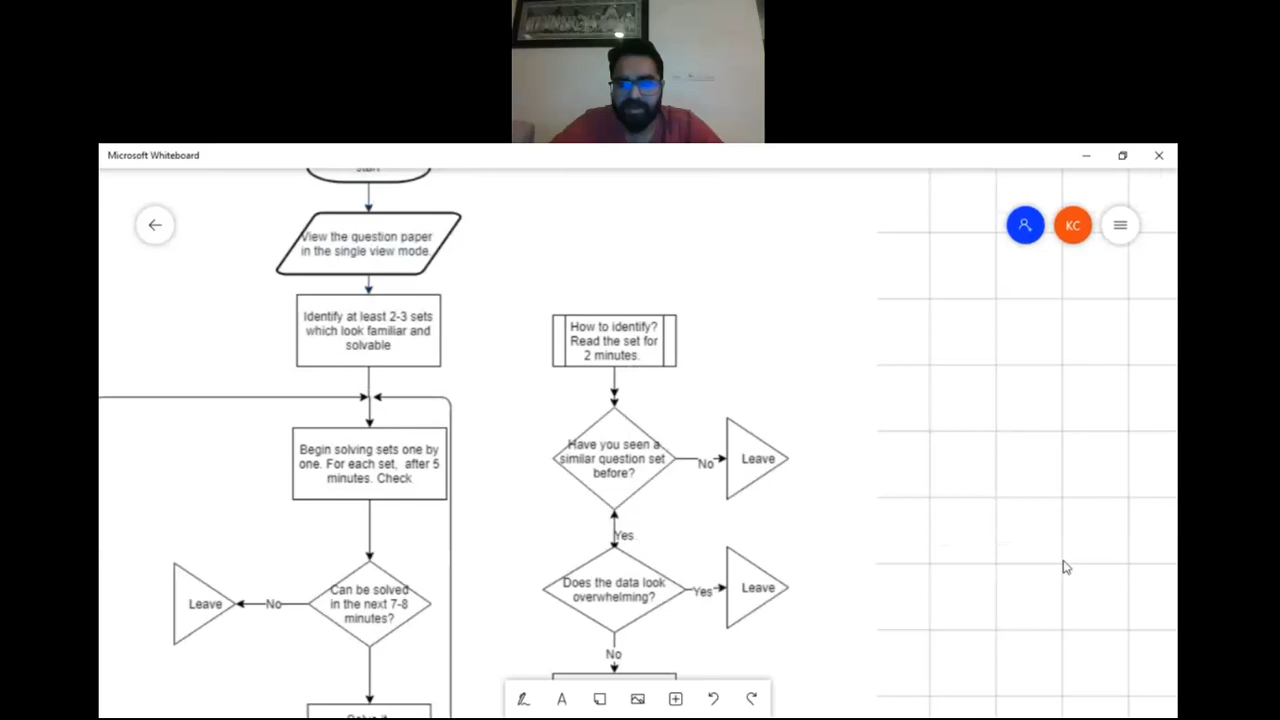 Microsoft Whiteboard
Start
View the question paper
in the single view mode.
KC
Identify at least 2-3 sets
which look familiar and
solvable
How to identify?
Read the set for
2 minutes.
Begin solving sets one by
one. For each set, after 5
minutes. Check
Have you seen a
similar question set
before?
No
Leave
Yes
Can be solved
in the next 7-8
minutes?
No
Leave
Does the data look
overwhelming?
Yes
Leave
No
Solve it
A